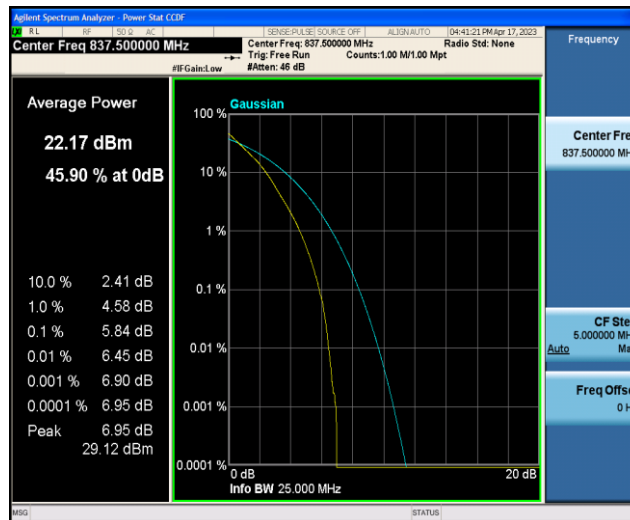 Agilent Spectrum Analyzer - Power Stat CCDF
RL RF 50 Ω AC SENSE:PULSE SOURCE OFF ALIGN AUTO 04:41:21 PM Apr 17, 2023
Center Freq 837.500000 MHz
Center Freq: 837.500000 MHz Radio Std: None
Trig: Free Run Counts:1.00 M/1.00 Mpt
#IFGain:Low #Atten: 46 dB
Frequency
Average Power
22.17 dBm
45.90 % at 0dB
10.0 % 2.41 dB
1.0 % 4.58 dB
0.1 % 5.84 dB
0.01 % 6.45 dB
0.001 % 6.90 dB
0.0001 % 6.95 dB
Peak 6.95 dB
29.12 dBm
Gaussian
100 %
10 %
1 %
0.1 %
0.01 %
0.001 %
0.0001 %
0 dB 20 dB
Info BW 25.000 MHz
Center Fre
837.500000 MH
CF Ste
5.000000 MH
Auto Ma
Freq Offs
0 H
MSG STATUS